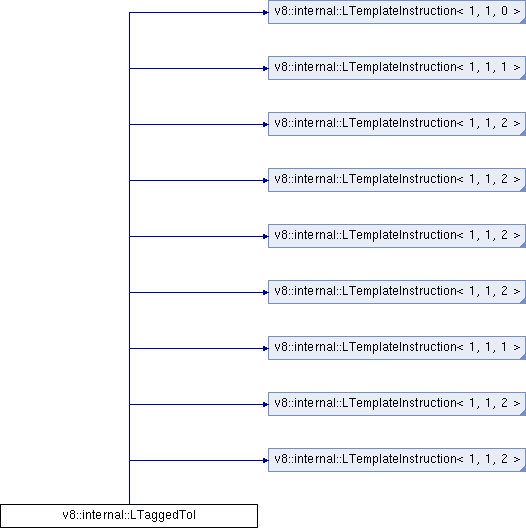 v8::internal::LTemplateInstruction< 1, 1, 0 >
v8::internal::LTemplateInstruction< 1, 1, 1 >
v8::internal::LTemplateInstruction< 1, 1, 2 >
v8::internal::LTemplateInstruction< 1, 1, 2 >
v8::internal::LTemplateInstruction< 1, 1, 2 >
v8::internal::LTemplateInstruction< 1, 1, 2 >
v8::internal::LTemplateInstruction< 1, 1, 1 >
v8::internal::LTemplateInstruction< 1, 1, 2 >
v8::internal::LTemplateInstruction< 1, 1, 2 >
v8::internal::LTaggedToI